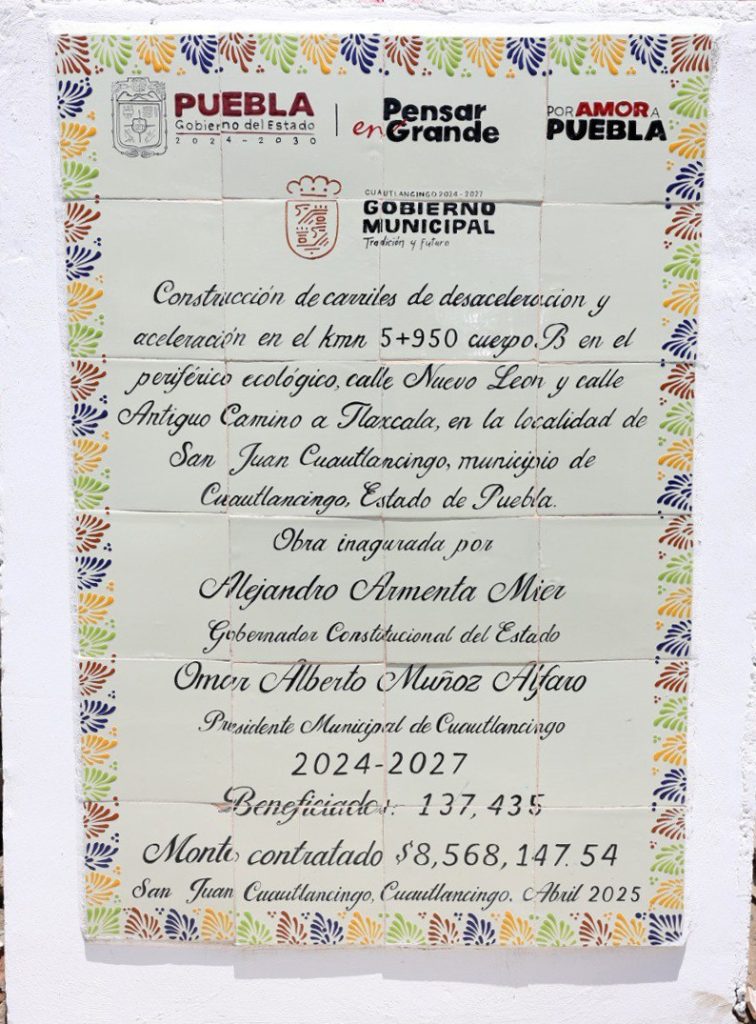 PUEBLA
Gobierno del Estado
2024-2030
Pensar
en Grande
POR AMOR A
PUEBLA
CUAUTLANCINGO 2024-2027
GOBIERNO
MUNICIPAL
Tradición y Futuro
Construcción de carriles de desaceleracion y
aceleración en el kmn 5+950 cuerpo B en el
periférico ecológico, calle Nuevo Leon y calle
Antiguo Camino a Tlaxcala, en la localidad de
San Juan Cuautlancingo, municipio de
Cuautlancingo, Estado de Puebla.
Obra inagurada por
Alejandro Armenta Mier
Gobernador Constitucional del Estado
Omar Alberto Muñoz Alfaro
Presidente Municipal de Cuautlancingo
2024-2027
Beneficiados: 137,435
Monto contratado $8,568,147.54
San Juan Cuautlancingo, Cuautlancingo. Abril 2025